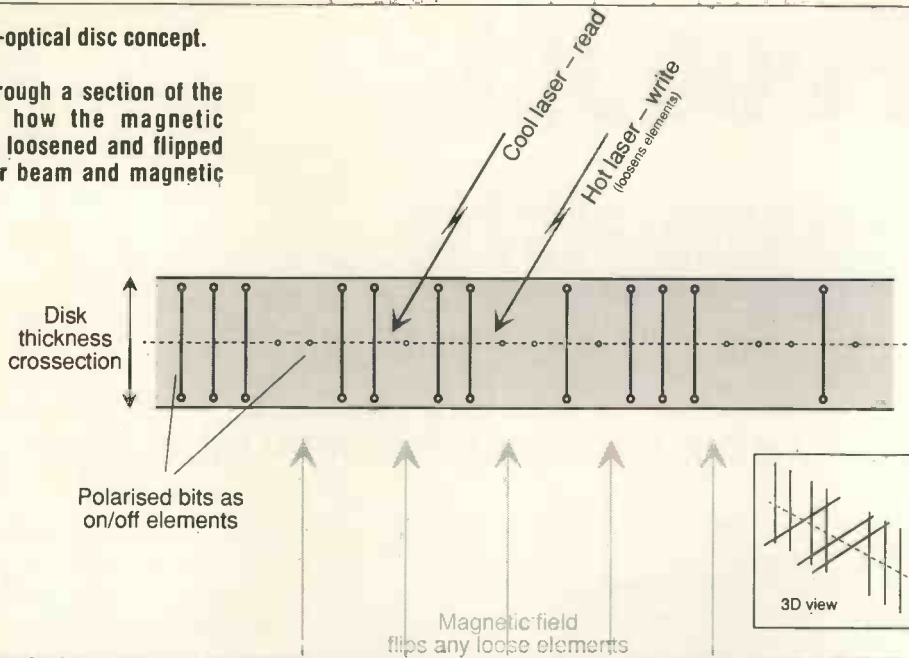 -optical disc concept.
rough a section of the
how the magnetic
loosened and flipped
r beam and magnetic
Cool laser – read
Hot laser – write
(loosens elements)
Disk
thickness
crossection
Polarised bits as
on/off elements
Magnetic field
flips any loose elements
3D view